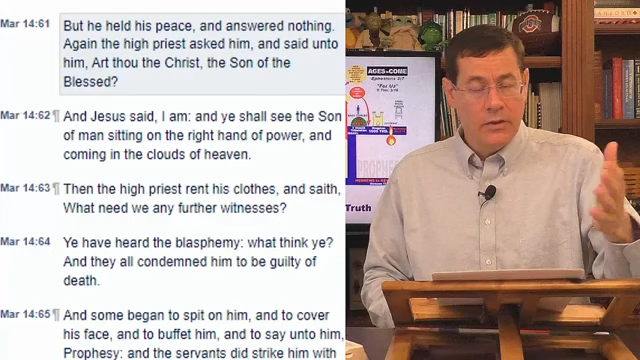 Mar 14:61
But he held his peace, and answered nothing.
Again the high priest asked him, and said unto
him, Art thou the Christ, the Son of the
Blessed?
Mar 14:62 ¶
And Jesus said, I am: and ye shall see the Son
of man sitting on the right hand of power, and
coming in the clouds of heaven.
Mar 14:63 ¶
Then the high priest rent his clothes, and saith,
What need we any further witnesses?
Mar 14:64
Ye have heard the blasphemy: what think ye?
And they all condemned him to be guilty of
death.
Mar 14:65 ¶
And some began to spit on him, and to cover
his face, and to buffet him, and to say unto him,
Prophesy: and the servants did strike him with
AGES to COME
Ephesians 2:7
"For Us"
Truth